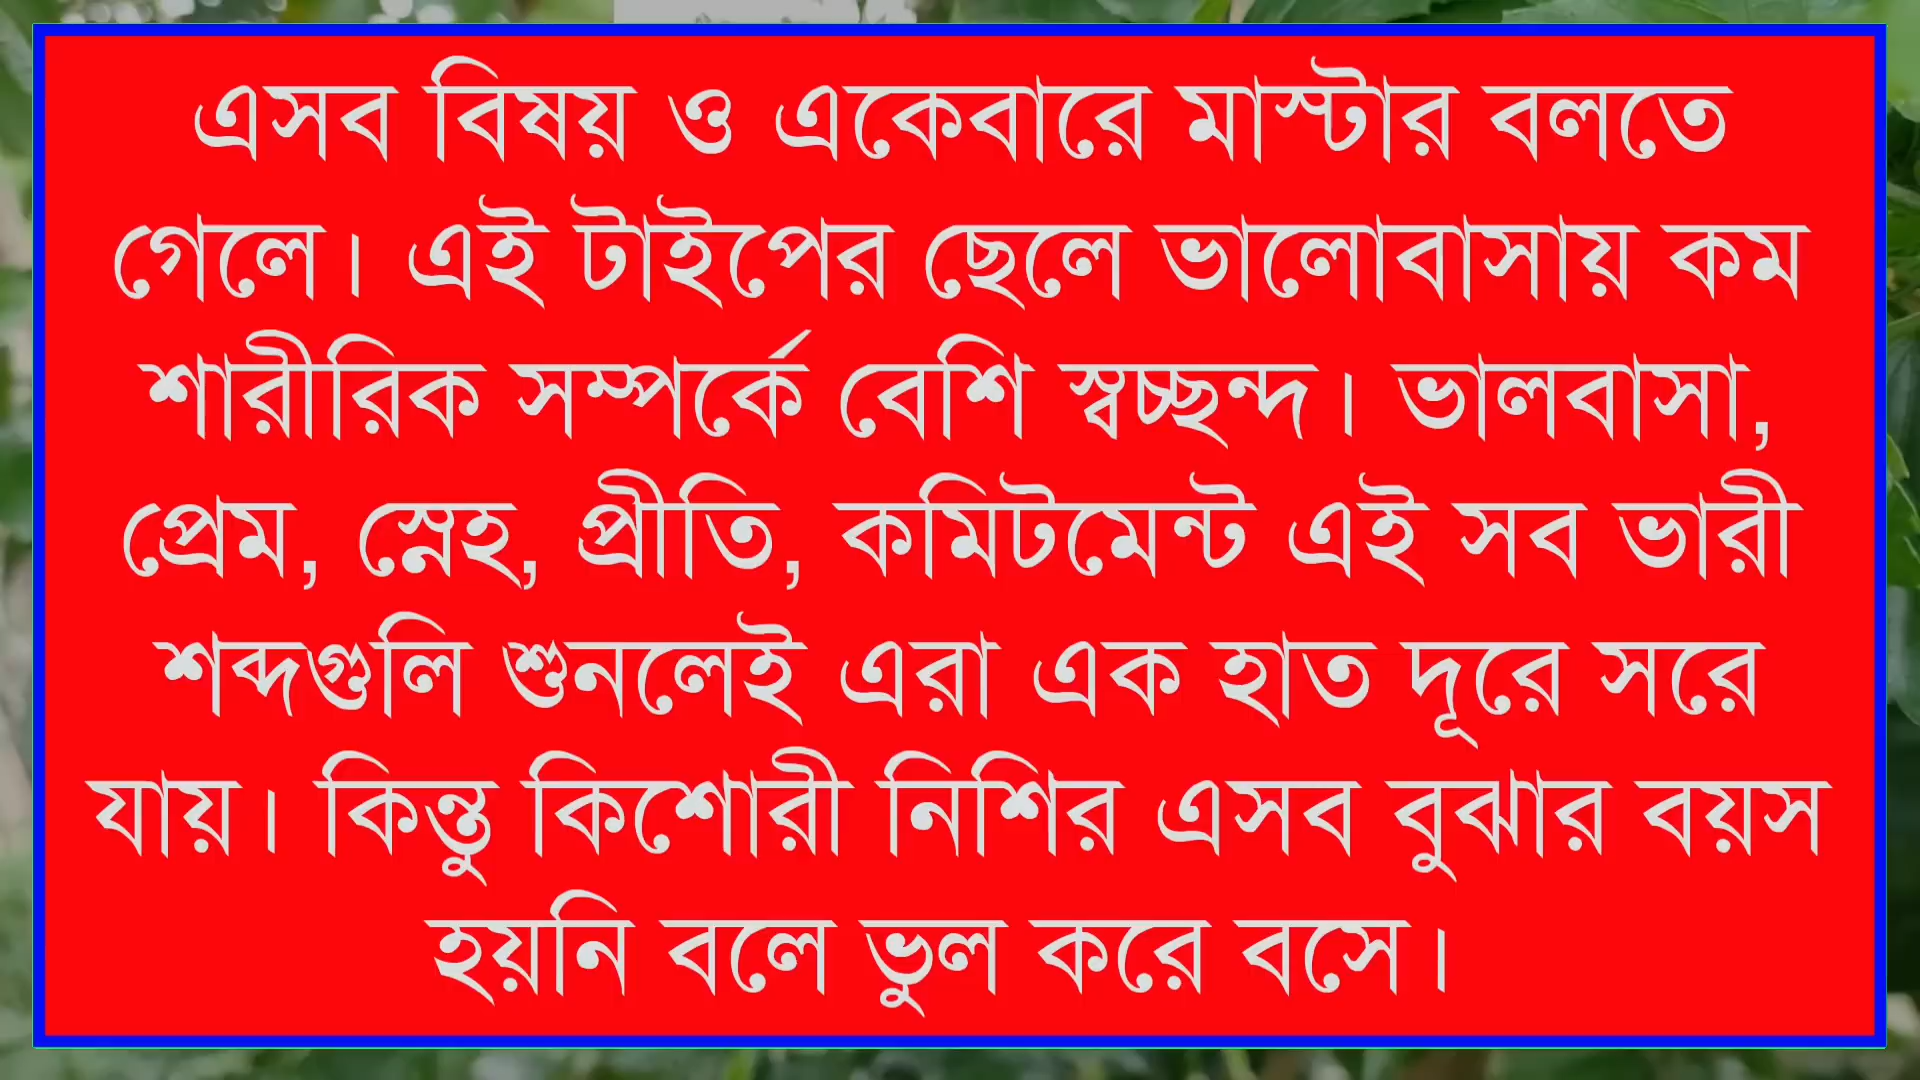 এসব বিষয় ও একেবারে মাস্টার বলতে
গেলে। এই টাইপের ছেলে ভালোবাসায় কম
শারীরিক সম্পর্কে বেশি স্বচ্ছন্দ। ভালবাসা,
প্রেম, স্নেহ, প্রীতি, কমিটমেন্ট এই সব ভারী
শব্দগুলি শুনলেই এরা এক হাত দূরে সরে
যায়। কিন্তু কিশোরী নিশির এসব বুঝার বয়স
হয়নি বলে ভুল করে বসে।